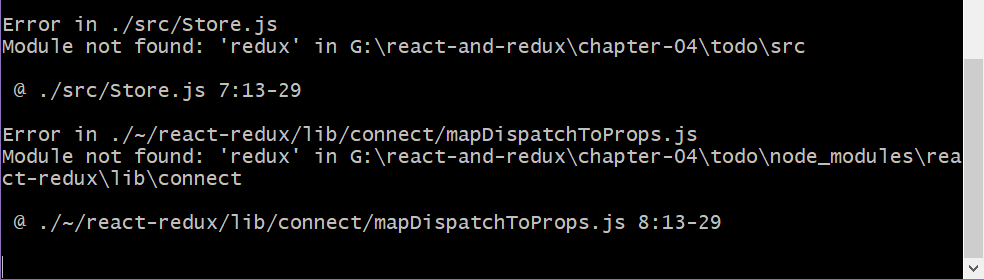 Error in ./src/Store.js
Module not found: 'redux' in G:\react-and-redux\chapter-04\todo\src
@ ./src/Store.js 7:13-29
Error in ./~/react-redux/lib/connect/mapDispatchToProps.js
Module not found: 'redux' in G:\react-and-redux\chapter-04\todo\node_modules\rea
ct-redux\lib\connect
@ ./~/react-redux/lib/connect/mapDispatchToProps.js 8:13-29